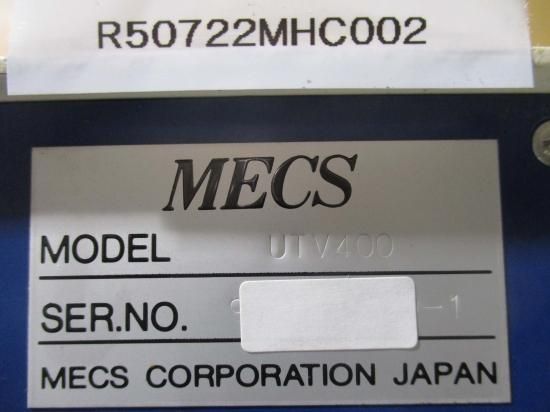 R50722MHC002
MECS
MODEL UTV400
SER.NO. -1
MECS CORPORATION JAPAN